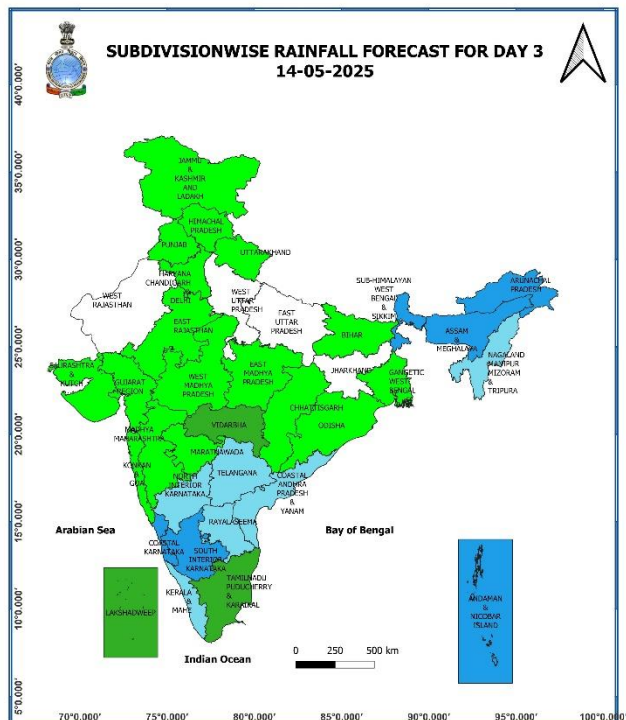 SUBDIVISIONWISE RAINFALL FORECAST FOR DAY 3
14-05-2025
40°0.000'
35°0.000'
30°0.000'
25°0.000'
20°0.000'
15°0.000'
10°0.000'
5°0.000'
JAMMU
&
KASHMIR
AND
LADAKH
HIMACHAL
PRADESH
PUNJAB
UTTARAKHAND
HARYANA
CHANDIGARH
&
DELHI
WEST
RAJASTHAN
WEST
UTTAR
PRADESH
EAST
UTTAR
PRADESH
SUB-HIMALAYAN
WEST
BENGAL
&
SIKKIM
ARUNACHAL
PRADESH
EAST
RAJASTHAN
BIHAR
ASSAM
&
MEGHALAYA
NAGALAND
MANIPUR
MIZORAM
&
TRIPURA
SAURASHTRA
&
KUTCH
GUJARAT
REGION
WEST
MADHYA
PRADESH
EAST
MADHYA
PRADESH
JHARKHAND
GANGETIC
WEST
BENGAL
CHHATTISGARH
ODISHA
VIDARBHA
MADHYA
MAHARASHTRA
MARATHAWADA
KONKAN
&
GOA
NORTH
INTERIOR
KARNATAKA
TELANGANA
COASTAL
ANDHRA
PRADESH
&
YANAM
RAYALASEEMA
Arabian Sea
Bay of Bengal
COASTAL
KARNATAKA
SOUTH
INTERIOR
KARNATAKA
KERALA
&
MAHE
TAMILNADU
PUDUCHERRY
&
KARAIKAL
LAKSHADWEEP
ANDAMAN
&
NICOBAR
ISLAND
Indian Ocean
0 250 500 km
70°0.000' 75°0.000' 80°0.000' 85°0.000' 90°0.000' 95°0.000' 100°0.000'